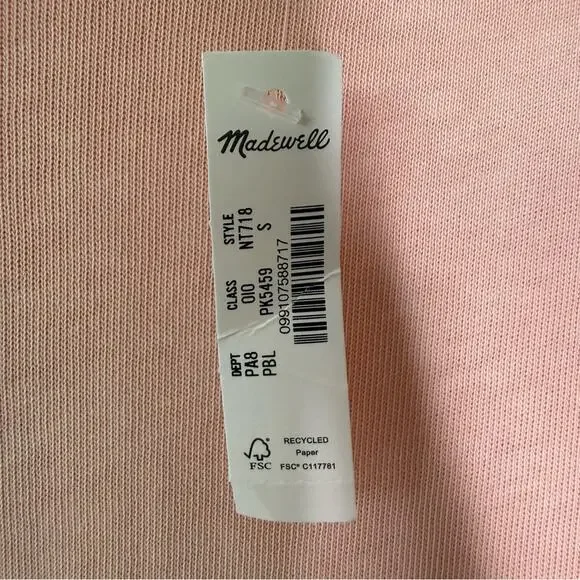 Madewell
STYLE
NT718
S
CLASS
010
PK5459
099107588717
DEPT
PA8
PBL
FSC
RECYCLED
Paper
FSC® C117781